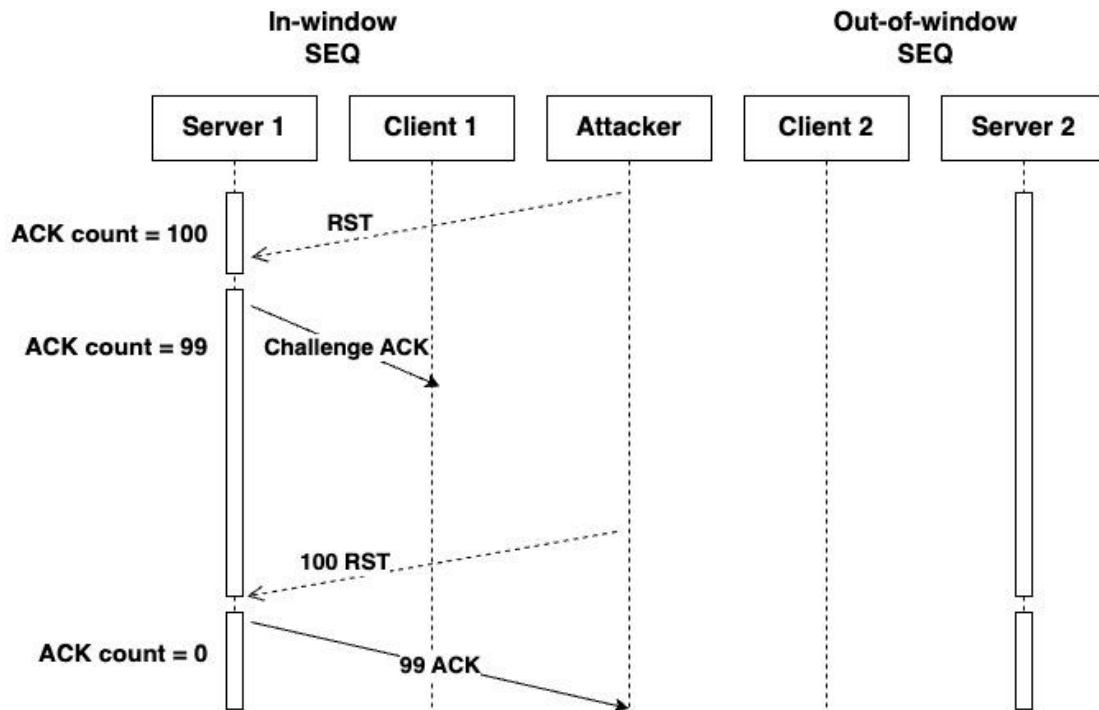 In-window
SEQ
Out-of-window
SEQ
Server 1
Client 1
Attacker
Client 2
Server 2
RST
ACK count = 100
ACK count = 99
Challenge ACK
100 RST
ACK count = 0
99 ACK